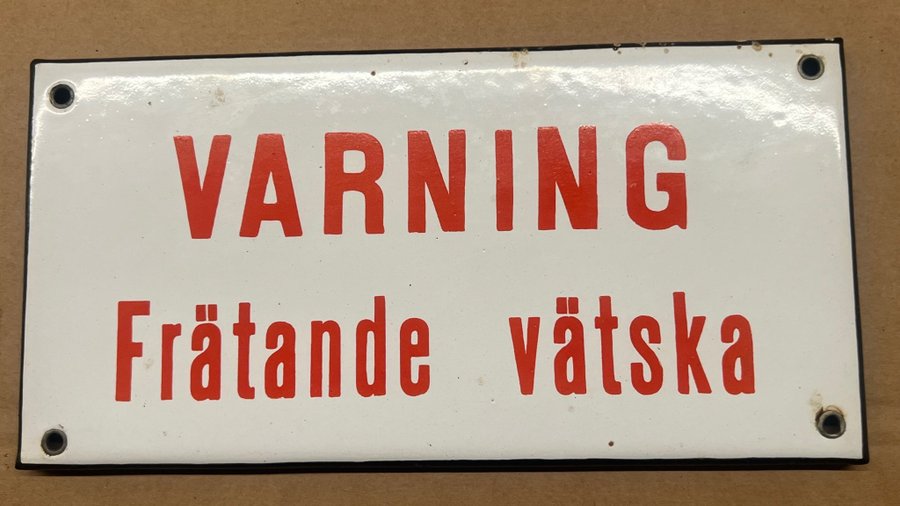 VARNING
Frätande vätska